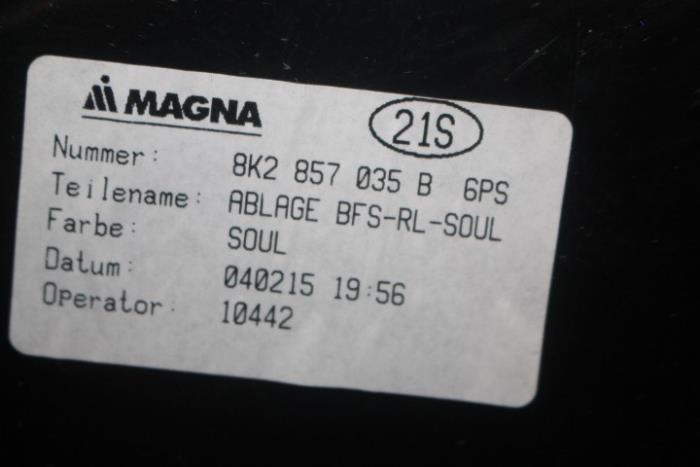 MAGNA 21S
Nummer: 8K2 857 035 B 6PS
Teilename: ABLAGE BFS-RL-SOUL
Farbe: SOUL
Datum: 040215 19:56
Operator: 10442